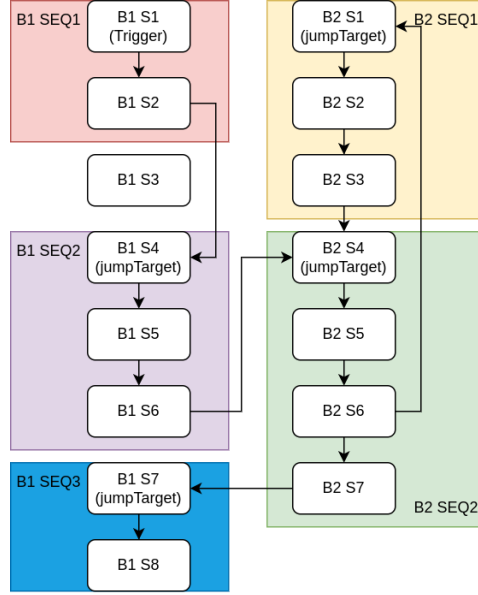 B1 SEQ1
B1 S1
(Trigger)
B1 S2
B1 S3
B1 SEQ2
B1 S4
(jumpTarget)
B1 S5
B1 S6
B1 SEQ3
B1 S7
(jumpTarget)
B1 S8
B2 SEQ1
B2 S1
(jumpTarget)
B2 S2
B2 S3
B2 S4
(jumpTarget)
B2 S5
B2 S6
B2 S7
B2 SEQ2